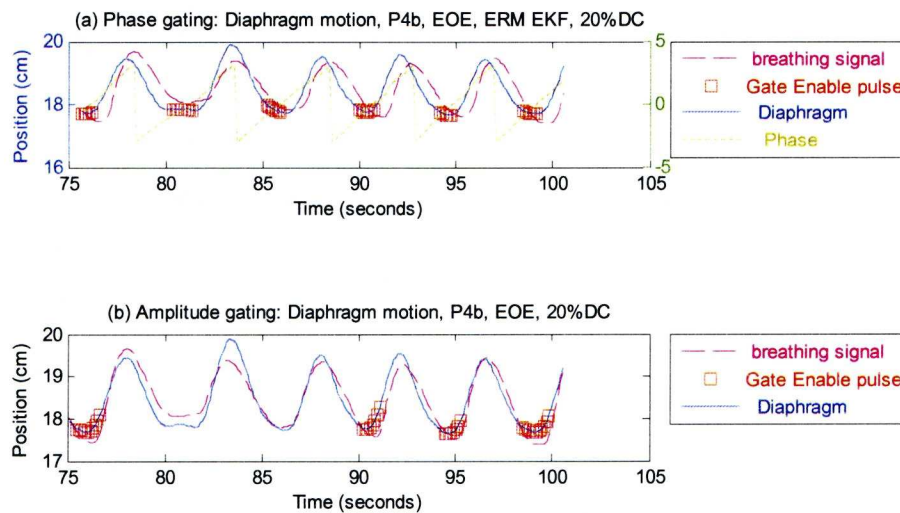 (a) Phase gating: Diaphragm motion, P4b, EOE, ERM EKF, 20%DC
Position (cm)
20
18
16
5
0
-5
75 80 85 90 95 100 105
Time (seconds)
breathing signal
Gate Enable pulse
Diaphragm
Phase
(b) Amplitude gating: Diaphragm motion, P4b, EOE, 20%DC
Position (cm)
20
19
18
17
75 80 85 90 95 100 105
Time (seconds)
breathing signal
Gate Enable pulse
Diaphragm